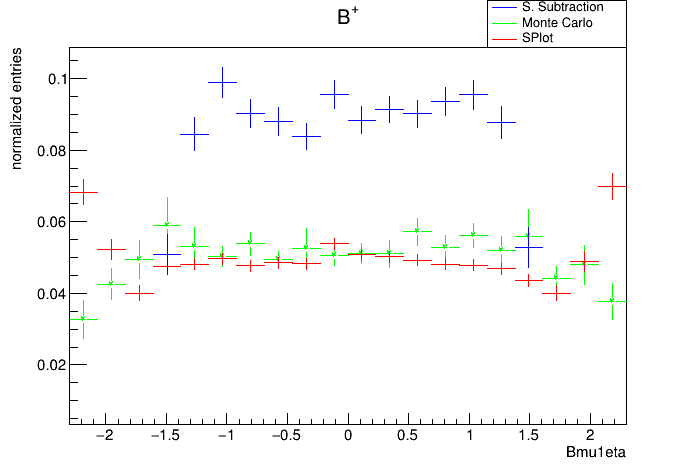 B+
S. Subtraction
Monte Carlo
SPlot
normalized entries
0.1
0.08
0.06
0.04
0.02
−2 −1.5 −1 −0.5 0 0.5 1 1.5 2
Bmu1eta